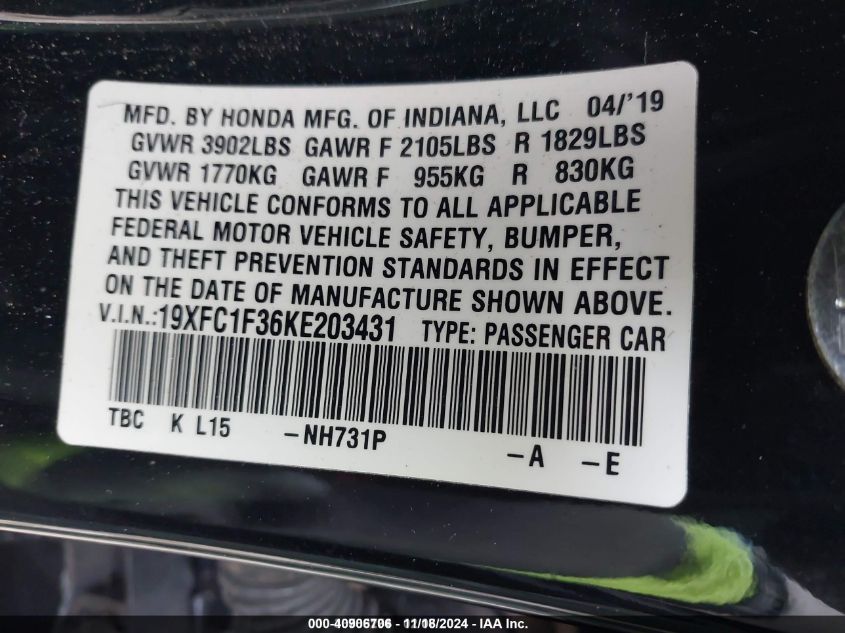 MFD. BY HONDA MFG. OF INDIANA, LLC 04/'19
GVWR 3902LBS GAWR F 2105LBS R 1829LBS
GVWR 1770KG GAWR F 955KG R 830KG
THIS VEHICLE CONFORMS TO ALL APPLICABLE
FEDERAL MOTOR VEHICLE SAFETY, BUMPER,
AND THEFT PREVENTION STANDARDS IN EFFECT
ON THE DATE OF MANUFACTURE SHOWN ABOVE.
V.I.N.:19XFC1F36KE203431 TYPE: PASSENGER CAR
TBC K L15 -NH731P -A -E
000-40906706 - 11/18/2024 - IAA Inc.